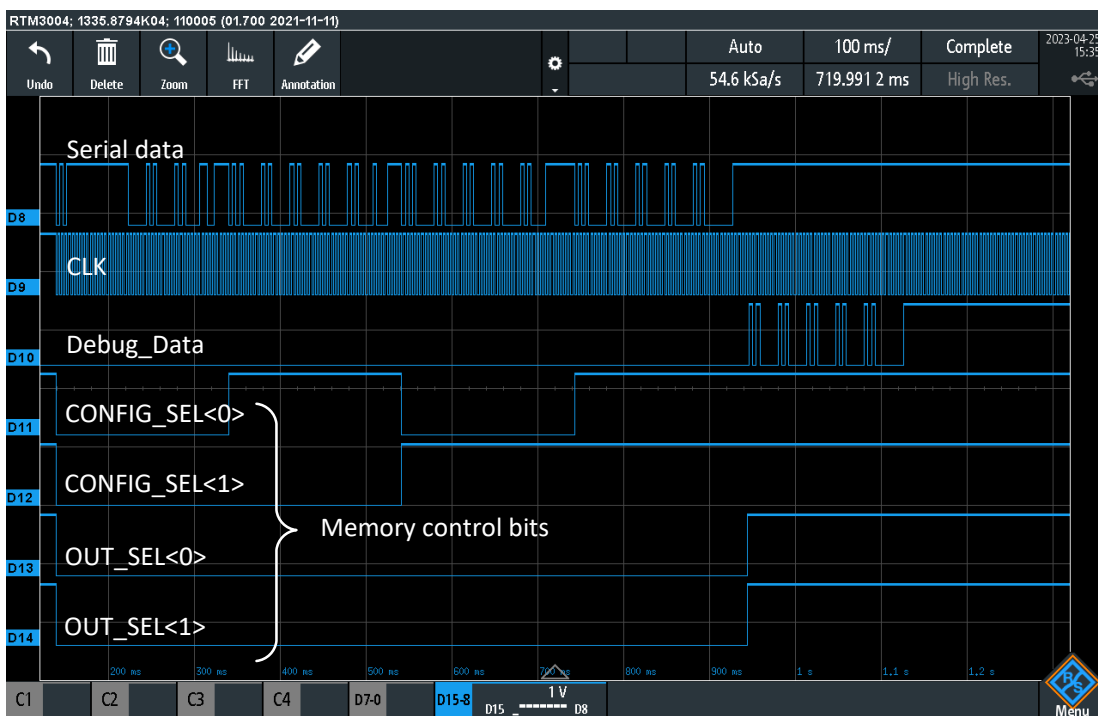 RTM3004; 1335.8794K04; 110005 (01.700 2021-11-11)
Undo Delete Zoom FFT Annotation
Auto 100 ms/ Complete 2023-04-25
54.6 kSa/s 719.991 2 ms High Res. 15:35
Serial data
D8
CLK
D9
Debug_Data
D10
CONFIG_SEL<0>
D11
CONFIG_SEL<1>
D12
Memory control bits
OUT_SEL<0>
D13
OUT_SEL<1>
D14
200 ms 300 ms 400 ms 500 ms 600 ms 700 ms 800 ms 900 ms 1 s 1.1 s 1.2 s
C1 C2 C3 C4 D7-0 D15-8 D15 1 V D8
R&S
Menu